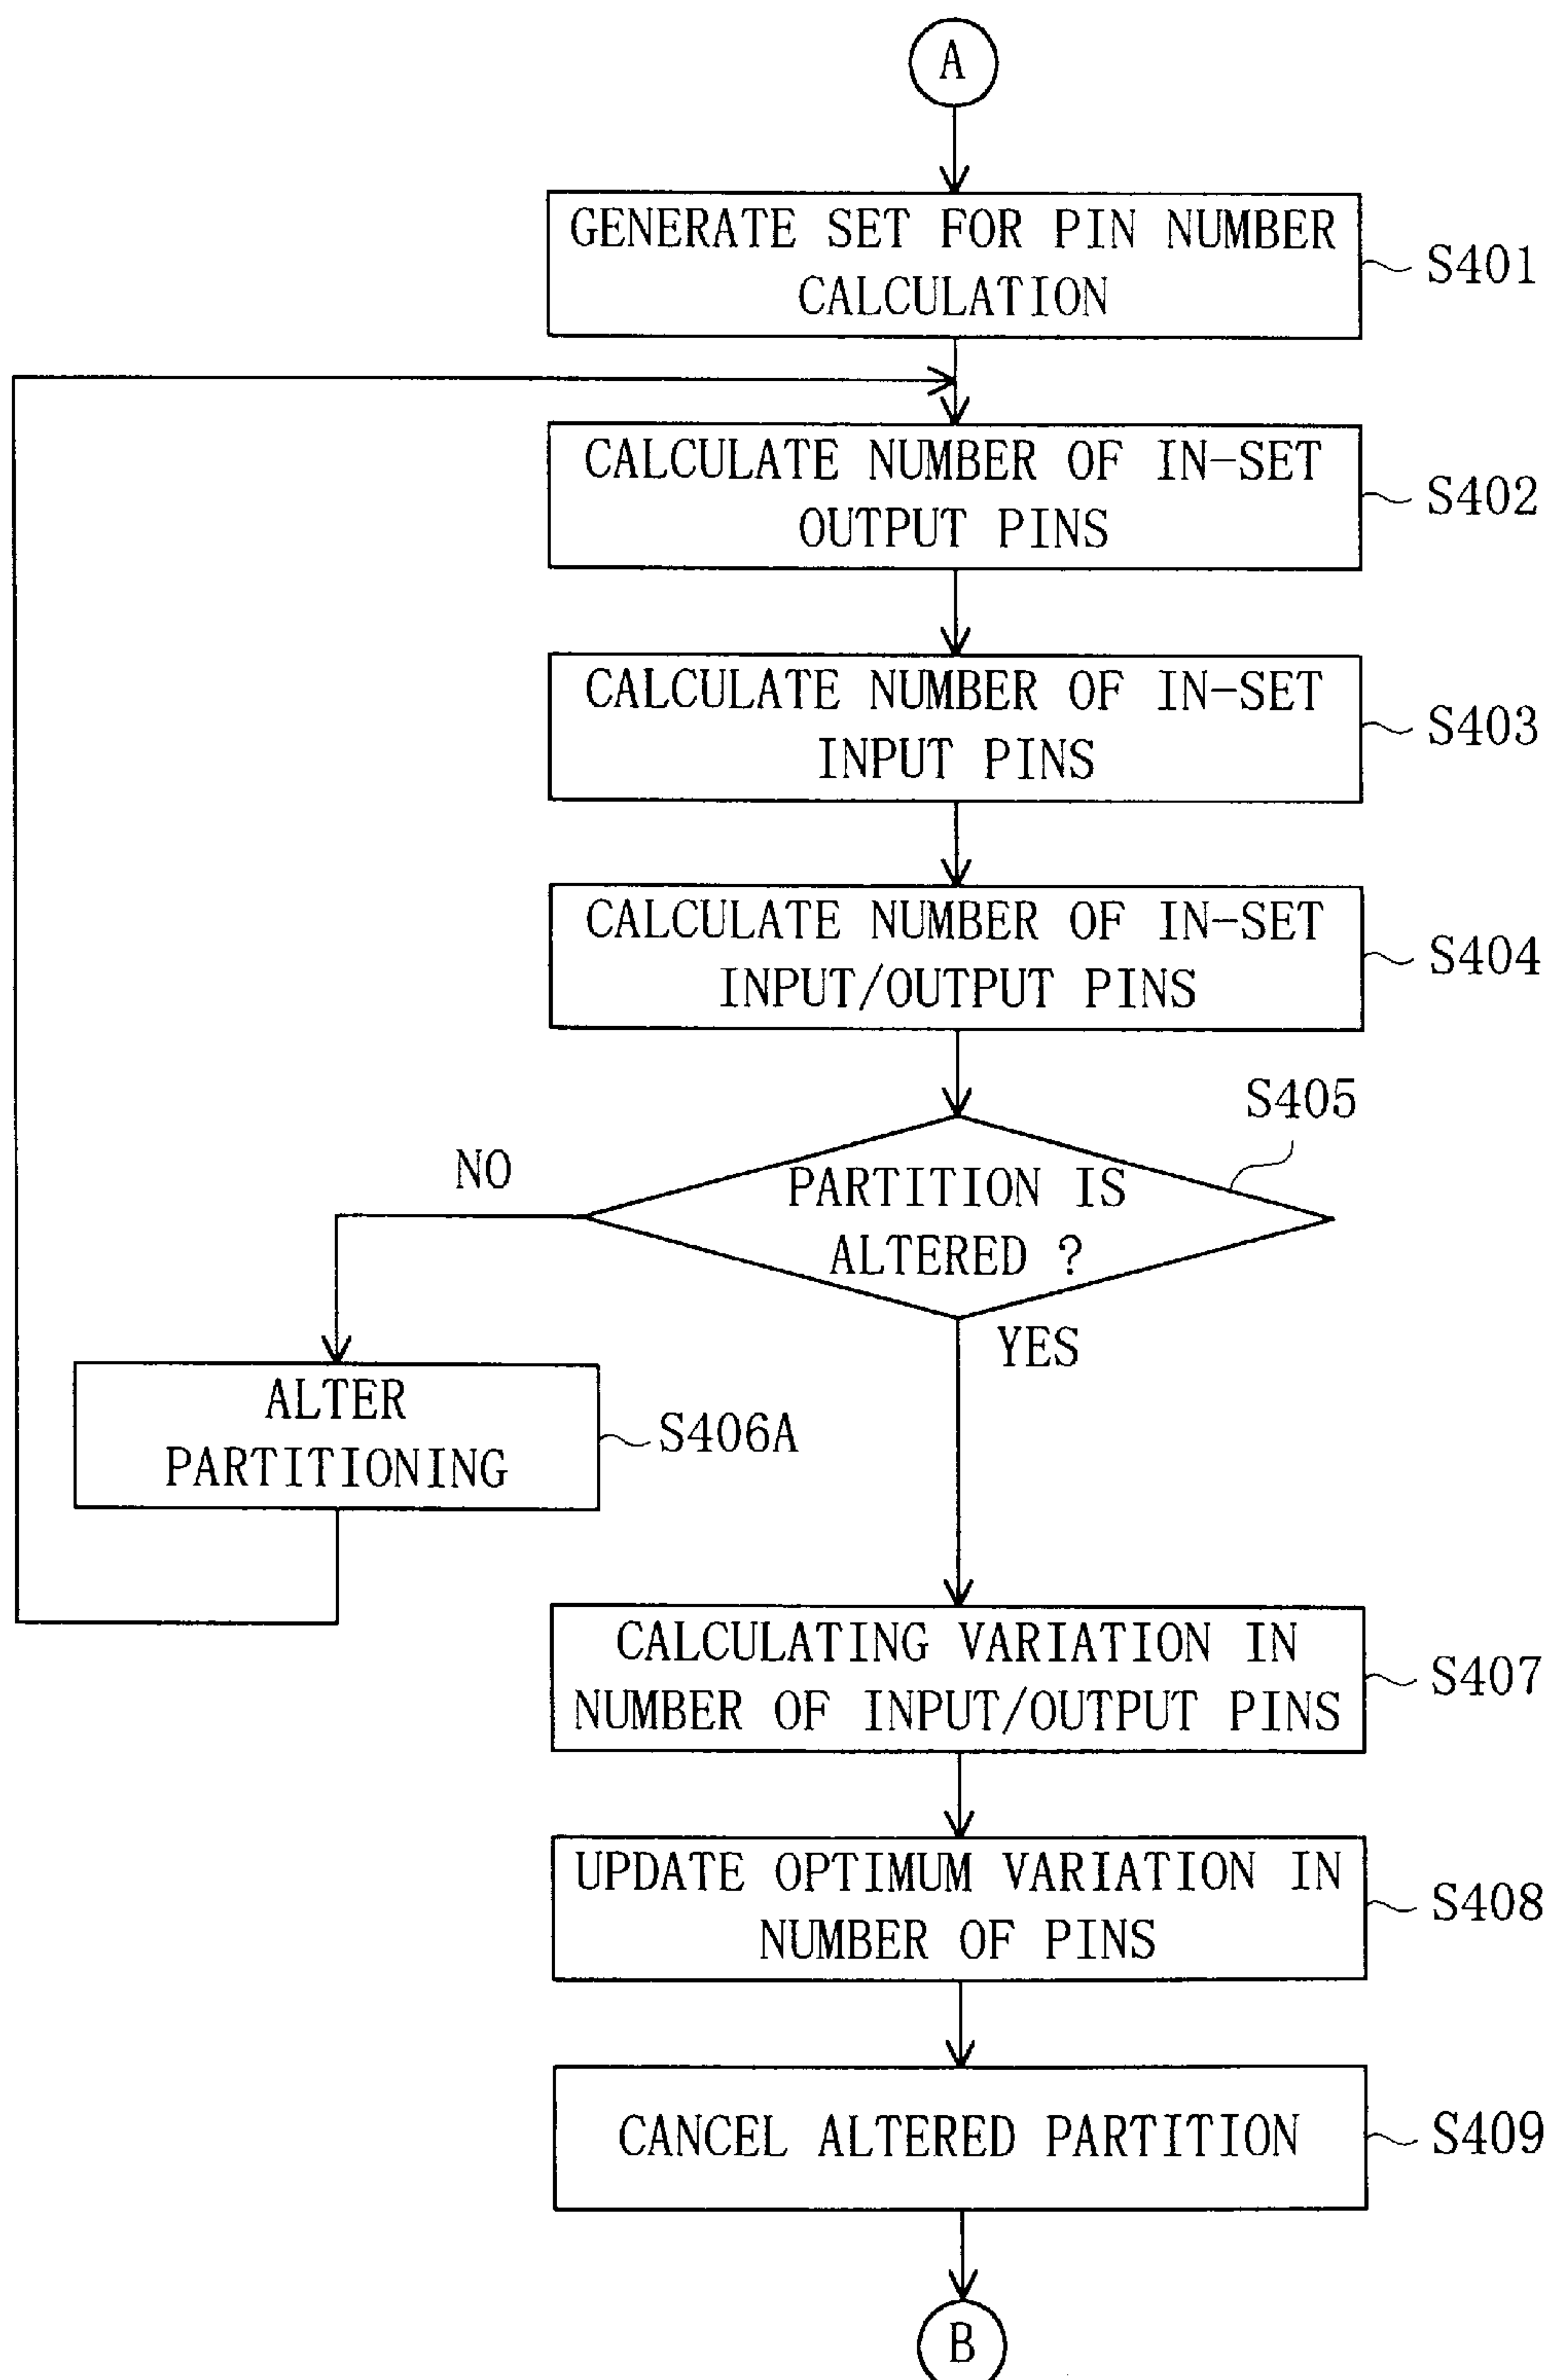 A
GENERATE SET FOR PIN NUMBER
CALCULATION
S401
CALCULATE NUMBER OF IN-SET
OUTPUT PINS
S402
CALCULATE NUMBER OF IN-SET
INPUT PINS
S403
CALCULATE NUMBER OF IN-SET
INPUT/OUTPUT PINS
S404
S405
NO
PARTITION IS
ALTERED ?
YES
ALTER
PARTITIONING
S406A
CALCULATING VARIATION IN
NUMBER OF INPUT/OUTPUT PINS
S407
UPDATE OPTIMUM VARIATION IN
NUMBER OF PINS
S408
CANCEL ALTERED PARTITION
S409
B